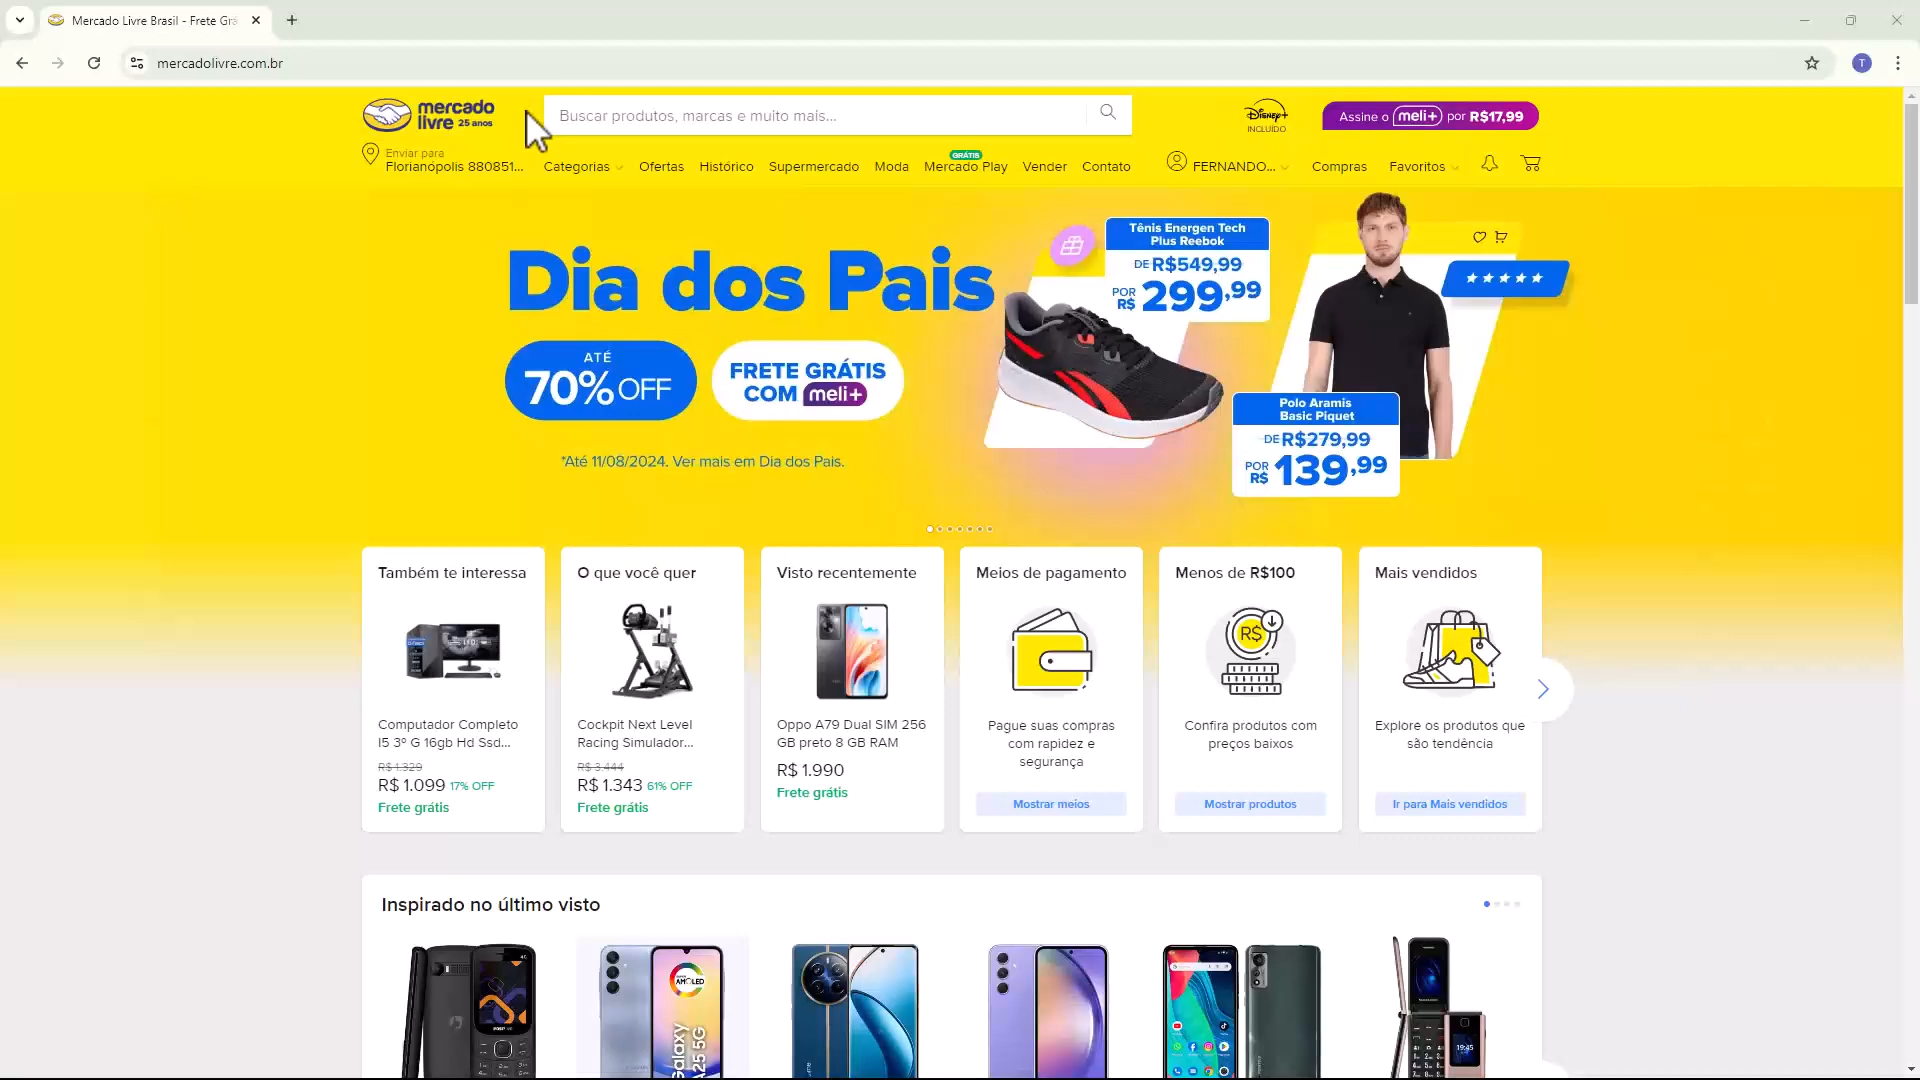 Mercado Livre Brasil - Frete Grá
mercadolivre.com.br
mercado
livre 25 anos
Buscar produtos, marcas e muito mais...
Disney+
INCLUÍDO
Assine o meli+ por R$17,99
Enviar para
Florianópolis 880851...
Categorias
Ofertas
Histórico
Supermercado
Moda
GRÁTIS
Mercado Play
Vender
Contato
FERNANDO...
Compras
Favoritos
T
Dia dos Pais
ATÉ
70% OFF
FRETE GRÁTIS
COM meli+
*Até 11/08/2024. Ver mais em Dia dos Pais.
Tênis Energen Tech
Plus Reebok
DE R$549,99
POR
R$ 299,99
Polo Aramis
Basic Piquet
DE R$279,99
POR
R$ 139,99
Também te interessa
Computador Completo
I5 3º G 16gb Hd Ssd...
R$ 1.329
R$ 1.099 17% OFF
Frete grátis
O que você quer
Cockpit Next Level
Racing Simulador...
R$ 3.444
R$ 1.343 61% OFF
Frete grátis
Visto recentemente
Oppo A79 Dual SIM 256
GB preto 8 GB RAM
R$ 1.990
Frete grátis
Meios de pagamento
Pague suas compras
com rapidez e
segurança
Mostrar meios
Menos de R$100
R$
Confira produtos com
preços baixos
Mostrar produtos
Mais vendidos
Explore os produtos que
são tendência
Ir para Mais vendidos
Inspirado no último visto
AMOLED
Galaxy
A25 5G
19:45